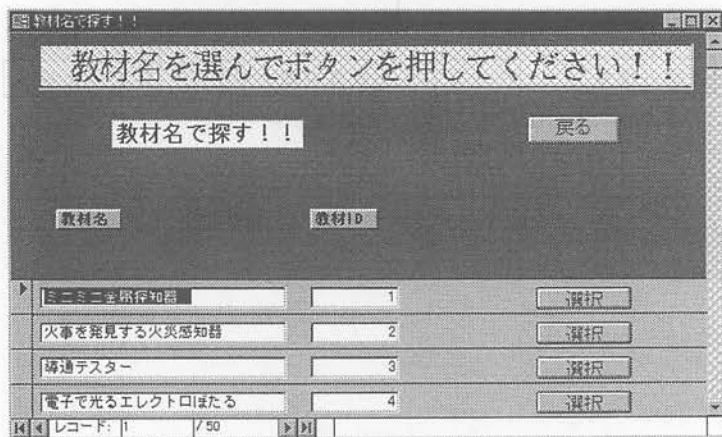 教材名で探す!!
教材名を選んでボタンを押してください!!
教材名で探す!!
戻る
教材名 教材ID
ミニミニ金属探知器 1 選択
火事を発見する火災感知器 2 選択
導通テスター 3 選択
電子で光るエレクトロぼたる 4 選択
レコード: 1 / 50